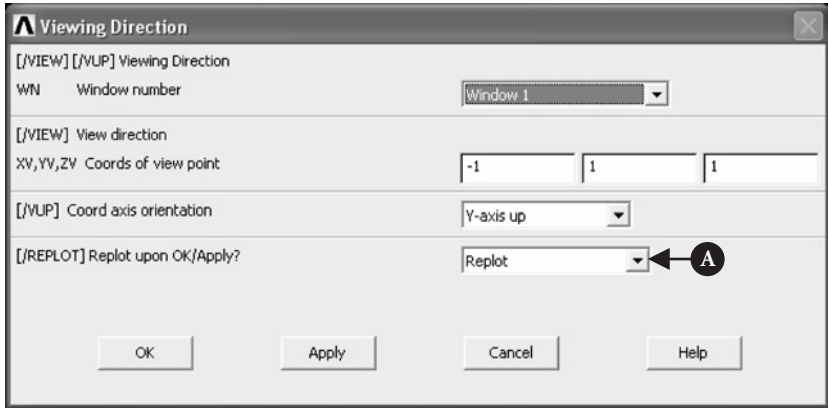 Viewing Direction
[/VIEW] [/VUP] Viewing Direction
WN Window number Window 1
[/VIEW] View direction
XV,YV,ZV Coords of view point -1 1 1
[/VUP] Coord axis orientation Y-axis up
[/REPLOT] Replot upon OK/Apply? Replot A
OK Apply Cancel Help